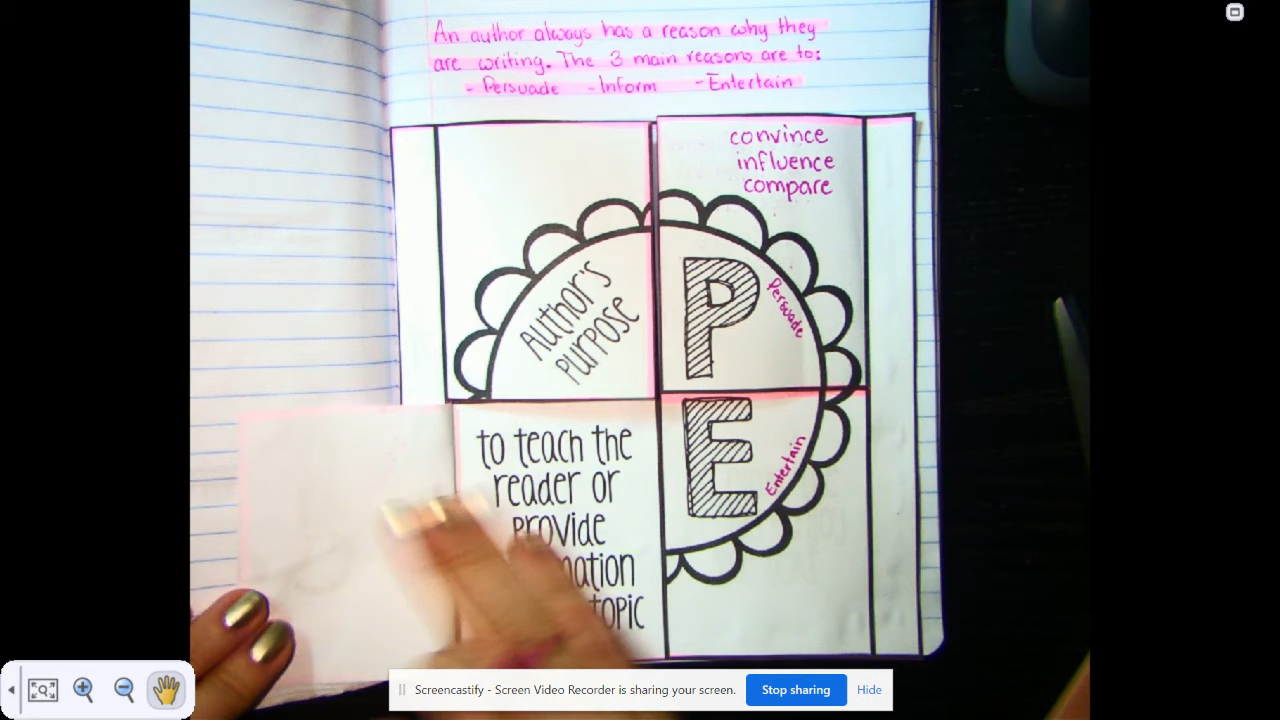 An author always has a reason why they
are writing. The 3 main reasons are to:
- Persuade - Inform - Entertain
convince
influence
compare
Author's
Purpose
P
Persuade
E
Entertain
to teach the
reader or
provide
topic
Screencastify - Screen Video Recorder is sharing your screen.
Stop sharing
Hide